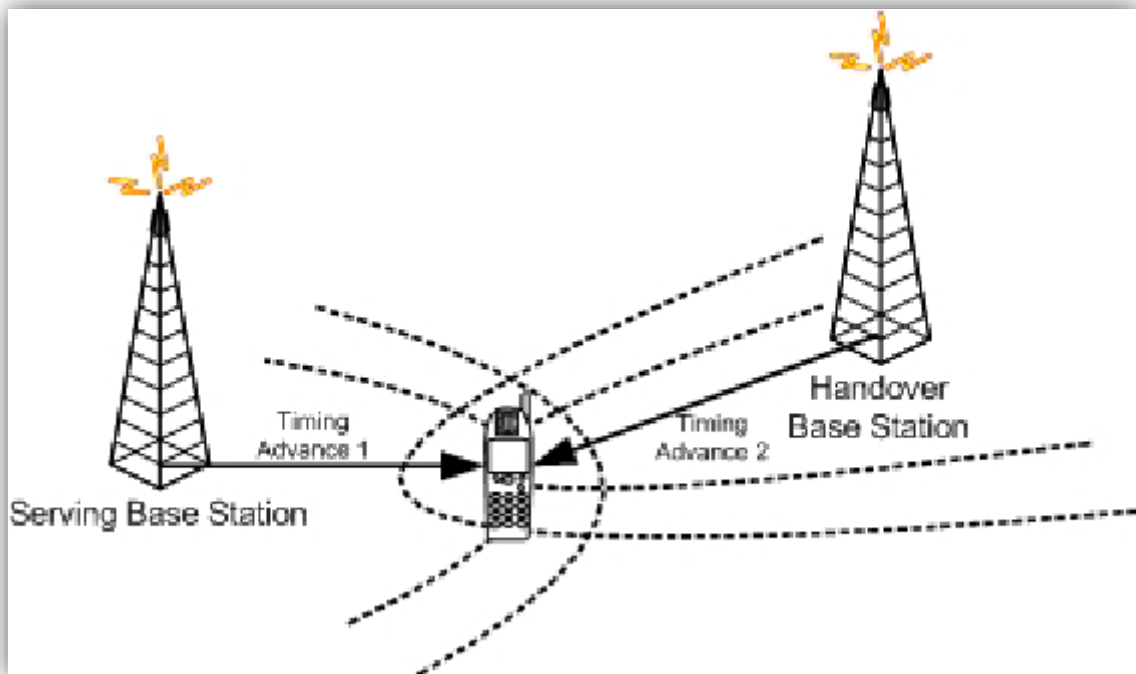 Timing
Advance 1
Serving Base Station
Timing
Advance 2
Handover
Base Station